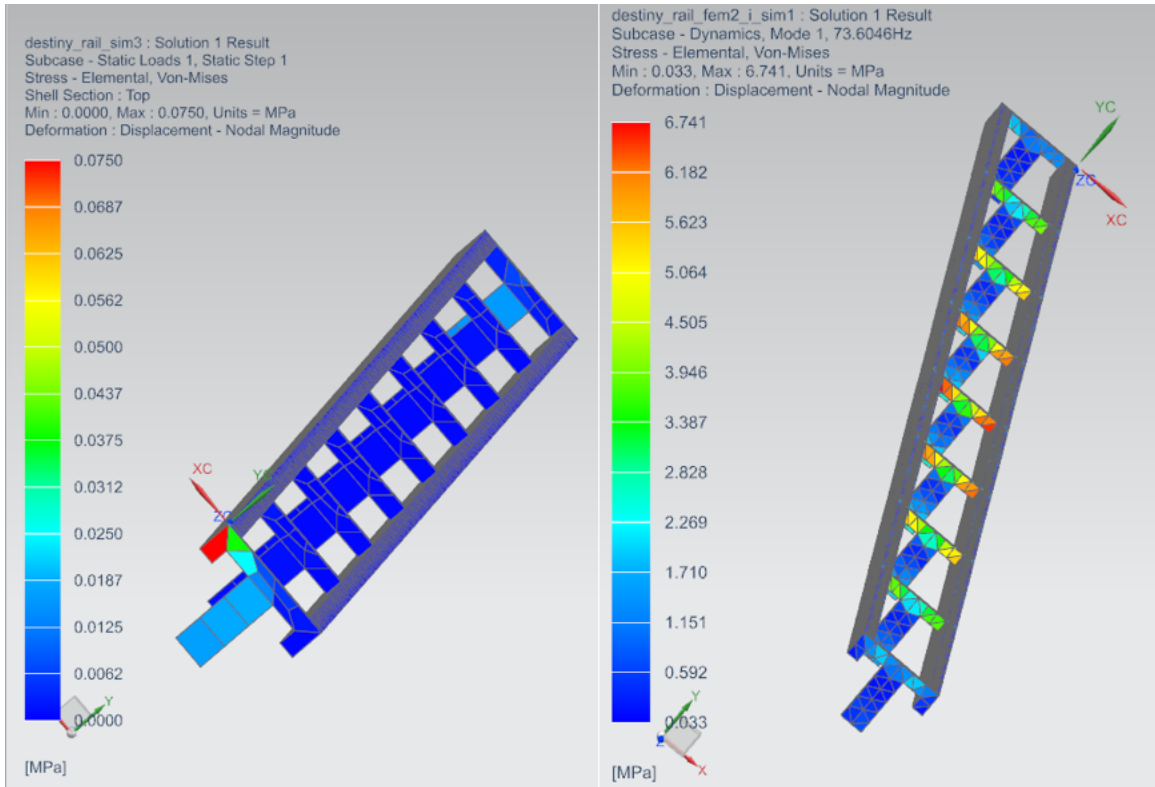 destiny_rail_sim3 : Solution 1 Result
Subcase - Static Loads 1, Static Step 1
Stress - Elemental, Von-Mises
Shell Section : Top
Min : 0.0000, Max : 0.0750, Units = MPa
Deformation : Displacement - Nodal Magnitude
0.0750
0.0687
0.0625
0.0562
0.0500
0.0437
0.0375
0.0312
0.0250
0.0187
0.0125
0.0062
0.0000
[MPa]
XC
ZC
Y
destiny_rail_fem2_i_sim1 : Solution 1 Result
Subcase - Dynamics, Mode 1, 73.6046Hz
Stress - Elemental, Von-Mises
Min : 0.033, Max : 6.741, Units = MPa
Deformation : Displacement - Nodal Magnitude
6.741
6.182
5.623
5.064
4.505
3.946
3.387
2.828
2.269
1.710
1.151
0.592
0.033
[MPa]
YC
ZC
XC
Y
Z
X